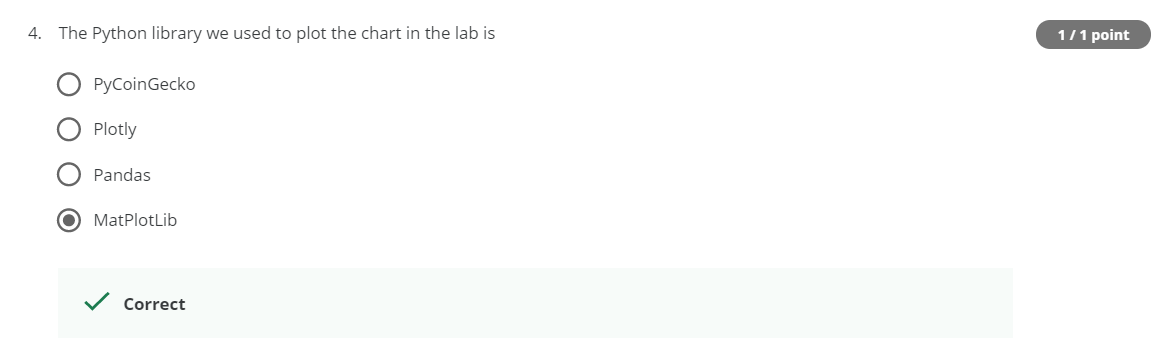 4. The Python library we used to plot the chart in the lab is
1 / 1 point
PyCoinGecko
Plotly
Pandas
MatPlotLib
Correct